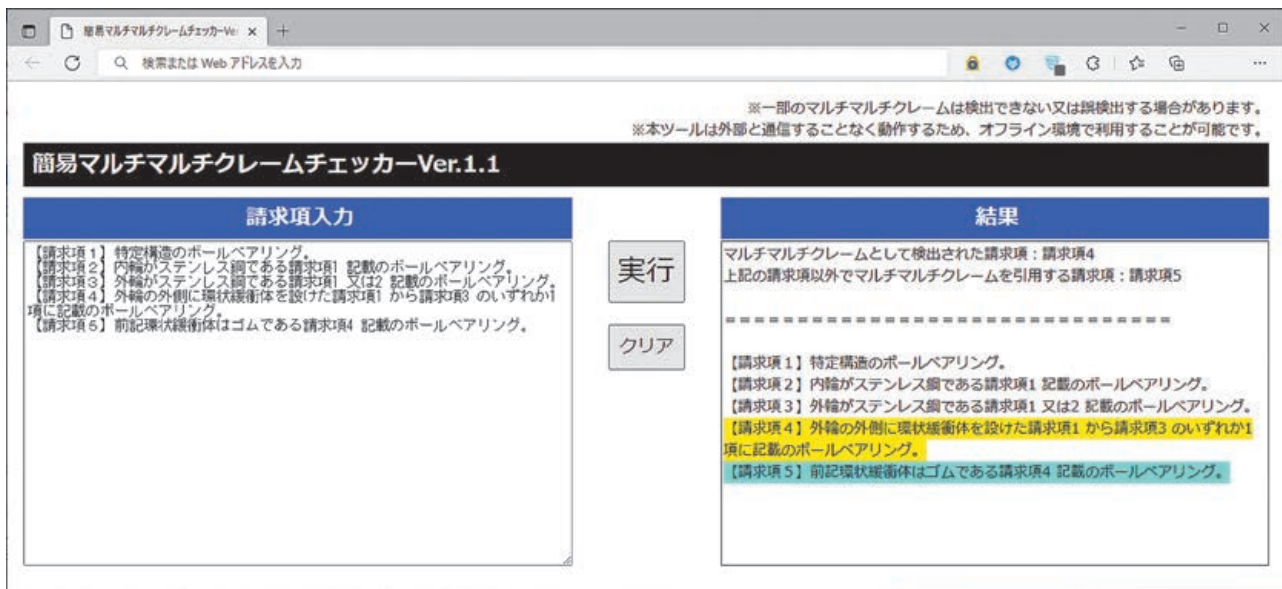 簡易マルチマルチクレームチェッカーVe
検索または Web アドレスを入力
※一部のマルチマルチクレームは検出できない又は誤検出する場合があります。
※本ツールは外部と通信することなく動作するため、オフライン環境で利用することが可能です。
簡易マルチマルチクレームチェッカーVer.1.1
請求項入力
【請求項１】特定構造のボールベアリング。
【請求項２】内輪がステンレス鋼である請求項1 記載のボールベアリング。
【請求項３】外輪がステンレス鋼である請求項1 又は2 記載のボールベアリング。
【請求項４】外輪の外側に環状緩衝体を設けた請求項1 から請求項3 のいずれか1
項に記載のボールベアリング。
【請求項５】前記環状緩衝体はゴムである請求項4 記載のボールベアリング。
実行
クリア
結果
マルチマルチクレームとして検出された請求項：請求項4
上記の請求項以外でマルチマルチクレームを引用する請求項：請求項5
＝＝＝＝＝＝＝＝＝＝＝＝＝＝＝＝＝＝＝＝＝＝＝＝＝＝＝＝＝＝＝
【請求項１】特定構造のボールベアリング。
【請求項２】内輪がステンレス鋼である請求項1 記載のボールベアリング。
【請求項３】外輪がステンレス鋼である請求項1 又は2 記載のボールベアリング。
【請求項４】外輪の外側に環状緩衝体を設けた請求項1 から請求項3 のいずれか1
項に記載のボールベアリング。
【請求項５】前記環状緩衝体はゴムである請求項4 記載のボールベアリング。